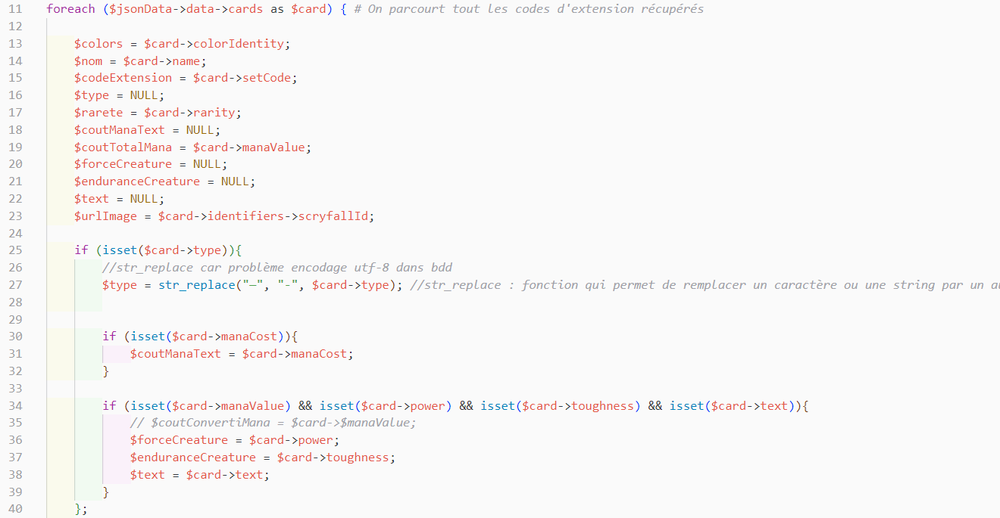 11 foreach ($jsonData->data->cards as $card) { # On parcourt tout les codes d'extension récupérés
12
13 $colors = $card->colorIdentity;
14 $nom = $card->name;
15 $codeExtension = $card->setCode;
16 $type = NULL;
17 $rarete = $card->rarity;
18 $coutManaText = NULL;
19 $coutTotalMana = $card->manaValue;
20 $forceCreature = NULL;
21 $enduranceCreature = NULL;
22 $text = NULL;
23 $urlImage = $card->identifiers->scryfallId;
24
25 if (isset($card->type)){
26 //str_replace car problème encodage utf-8 dans bdd
27 $type = str_replace("—", "-", $card->type); //str_replace : fonction qui permet de remplacer un caractère ou une string par un
28
29
30 if (isset($card->manaCost)){
31 $coutManaText = $card->manaCost;
32 }
33
34 if (isset($card->manaValue) && isset($card->power) && isset($card->toughness) && isset($card->text)){
35 // $coutConvertiMana = $card->$manaValue;
36 $forceCreature = $card->power;
37 $enduranceCreature = $card->toughness;
38 $text = $card->text;
39 }
40 };